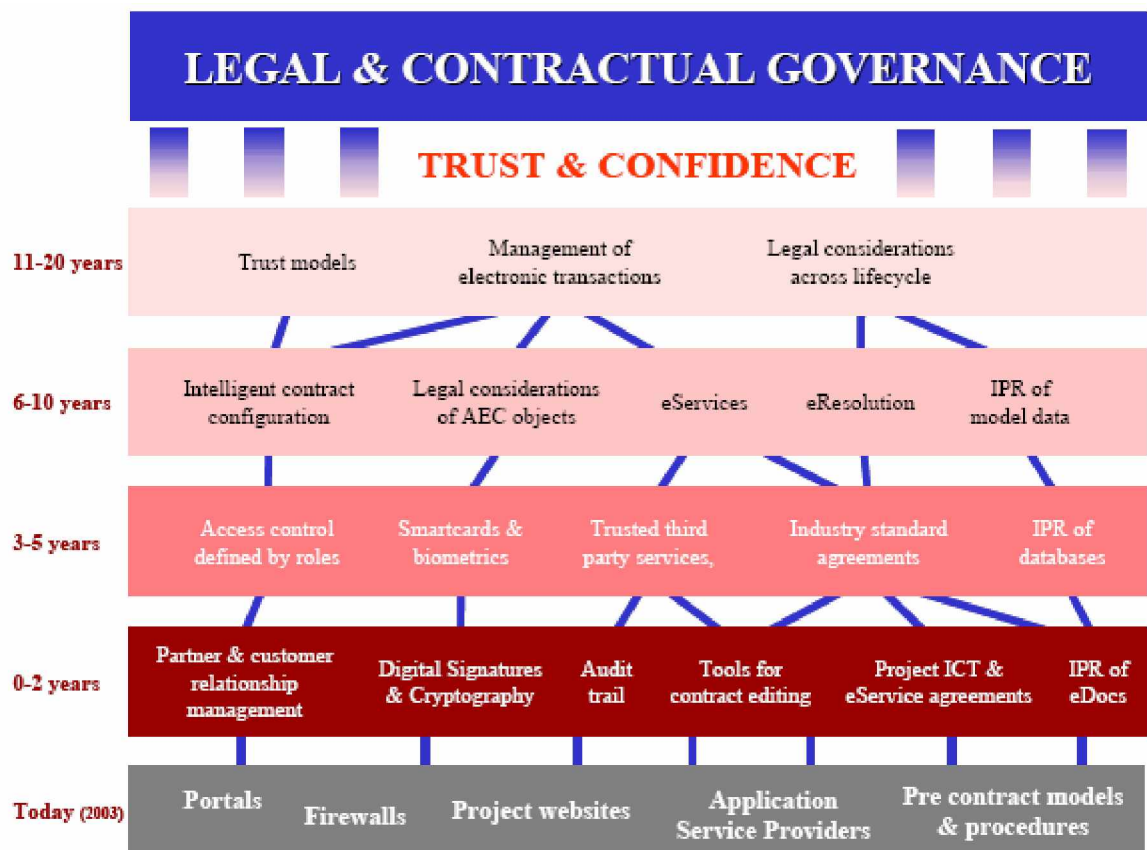 LEGAL & CONTRACTUAL GOVERNANCE
TRUST & CONFIDENCE
11-20 years
Trust models
Management of
electronic transactions
Legal considerations
across lifecycle
6-10 years
Intelligent contract
configuration
Legal considerations
of AEC objects
eServices
eResolution
IPR of
model data
3-5 years
Access control
defined by roles
Smartcards &
biometrics
Trusted third
party services,
Industry standard
agreements
IPR of
databases
0-2 years
Partner & customer
relationship
management
Digital Signatures
& Cryptography
Audit
trail
Tools for
contract editing
Project ICT &
eService agreements
IPR of
eDocs
Today (2003)
Portals
Firewalls
Project websites
Application
Service Providers
Pre contract models
& procedures